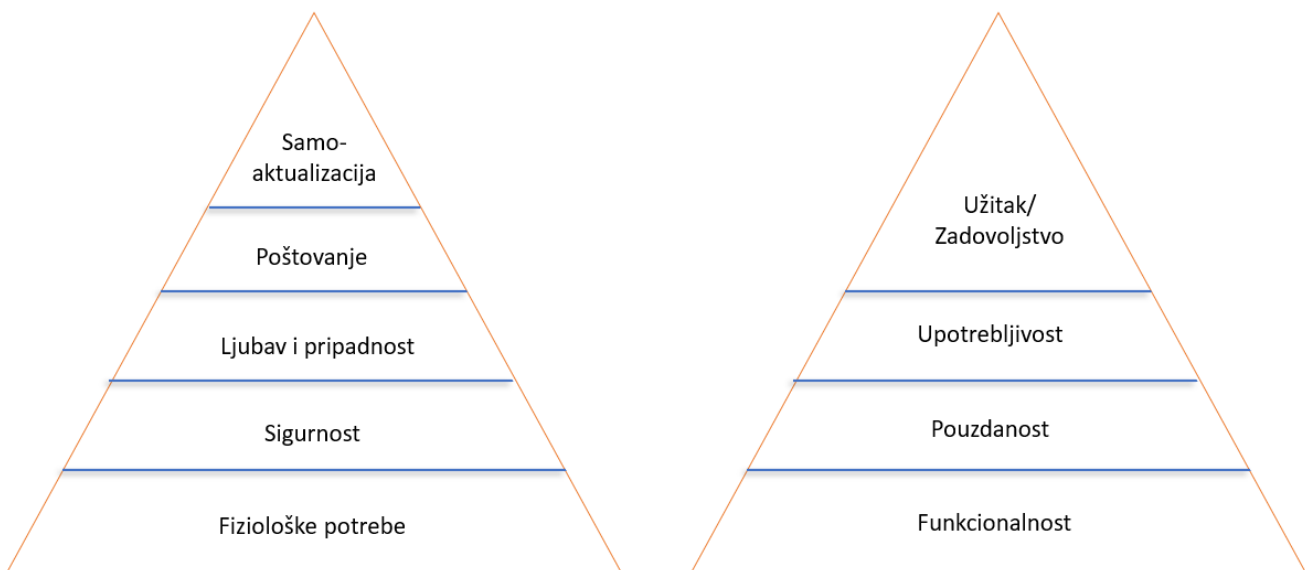 Samo-
aktualizacija
Poštovanje
Ljubav i pripadnost
Sigurnost
Fiziološke potrebe
Užitak/
Zadovoljstvo
Upotrebljivost
Pouzdanost
Funkcionalnost